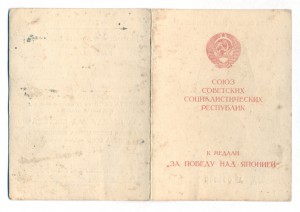 СОЮЗ
СОВЕТСКИХ
СОЦИАЛИСТИЧЕСКИХ
РЕСПУБЛИК
К МЕДАЛИ
„ЗА ПОБЕДУ НАД ЯПОНИЕЙ“